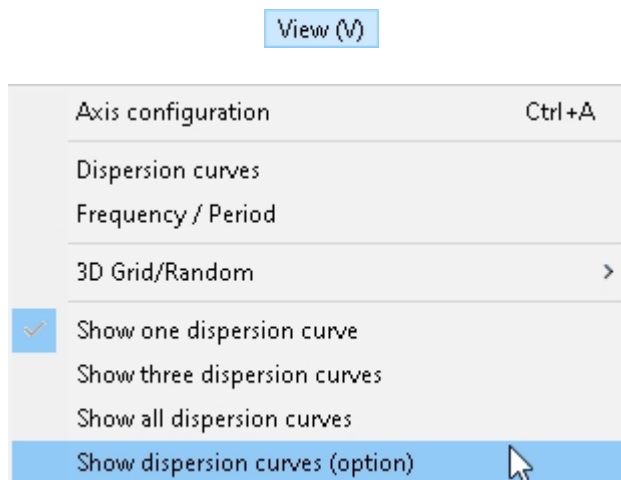 View (V)
Axis configuration Ctrl+A
Dispersion curves
Frequency / Period
3D Grid/Random >
Show one dispersion curve
Show three dispersion curves
Show all dispersion curves
Show dispersion curves (option)